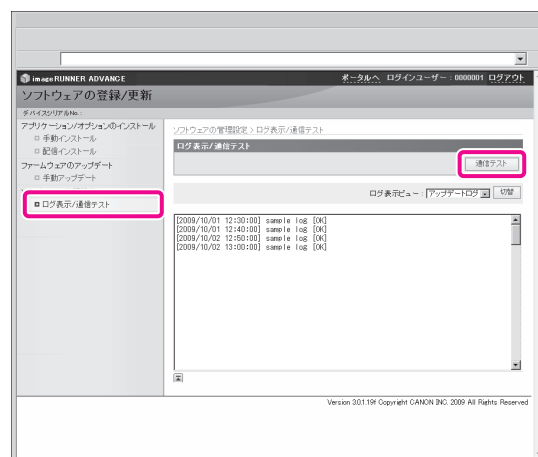 imageRUNNER ADVANCE
ポータルへ ログインユーザー：0000001 ログアウト
ソフトウェアの登録/更新
デバイスシリアルNo.:
アプリケーション/オプションのインストール
手動インストール
配信インストール
ファームウェアのアップデート
手動アップデート
ログ表示/通信テスト
ソフトウェアの管理設定 > ログ表示/通信テスト
ログ表示/通信テスト
通信テスト
ログ表示ビュー：アップデートログ 切替
[2009/10/01 12:30:00] sample log [OK]
[2009/10/01 12:40:00] sample log [OK]
[2009/10/02 12:50:00] sample log [OK]
[2009/10/02 13:00:00] sample log [OK]
Version 3.0.1.19f Copyright CANON INC. 2009 All Rights Reserved